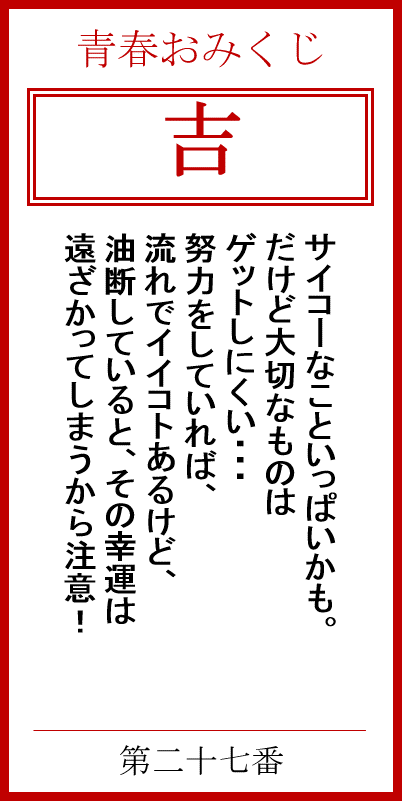 青春おみくじ
吉
サイコーなこといっぱいかも。
だけど大切なものは
ゲットしにくい・・・
努力をしていれば、
流れでイイコトあるけど、
油断していると、その幸運は
遠ざかってしまうから注意！
第二十七番